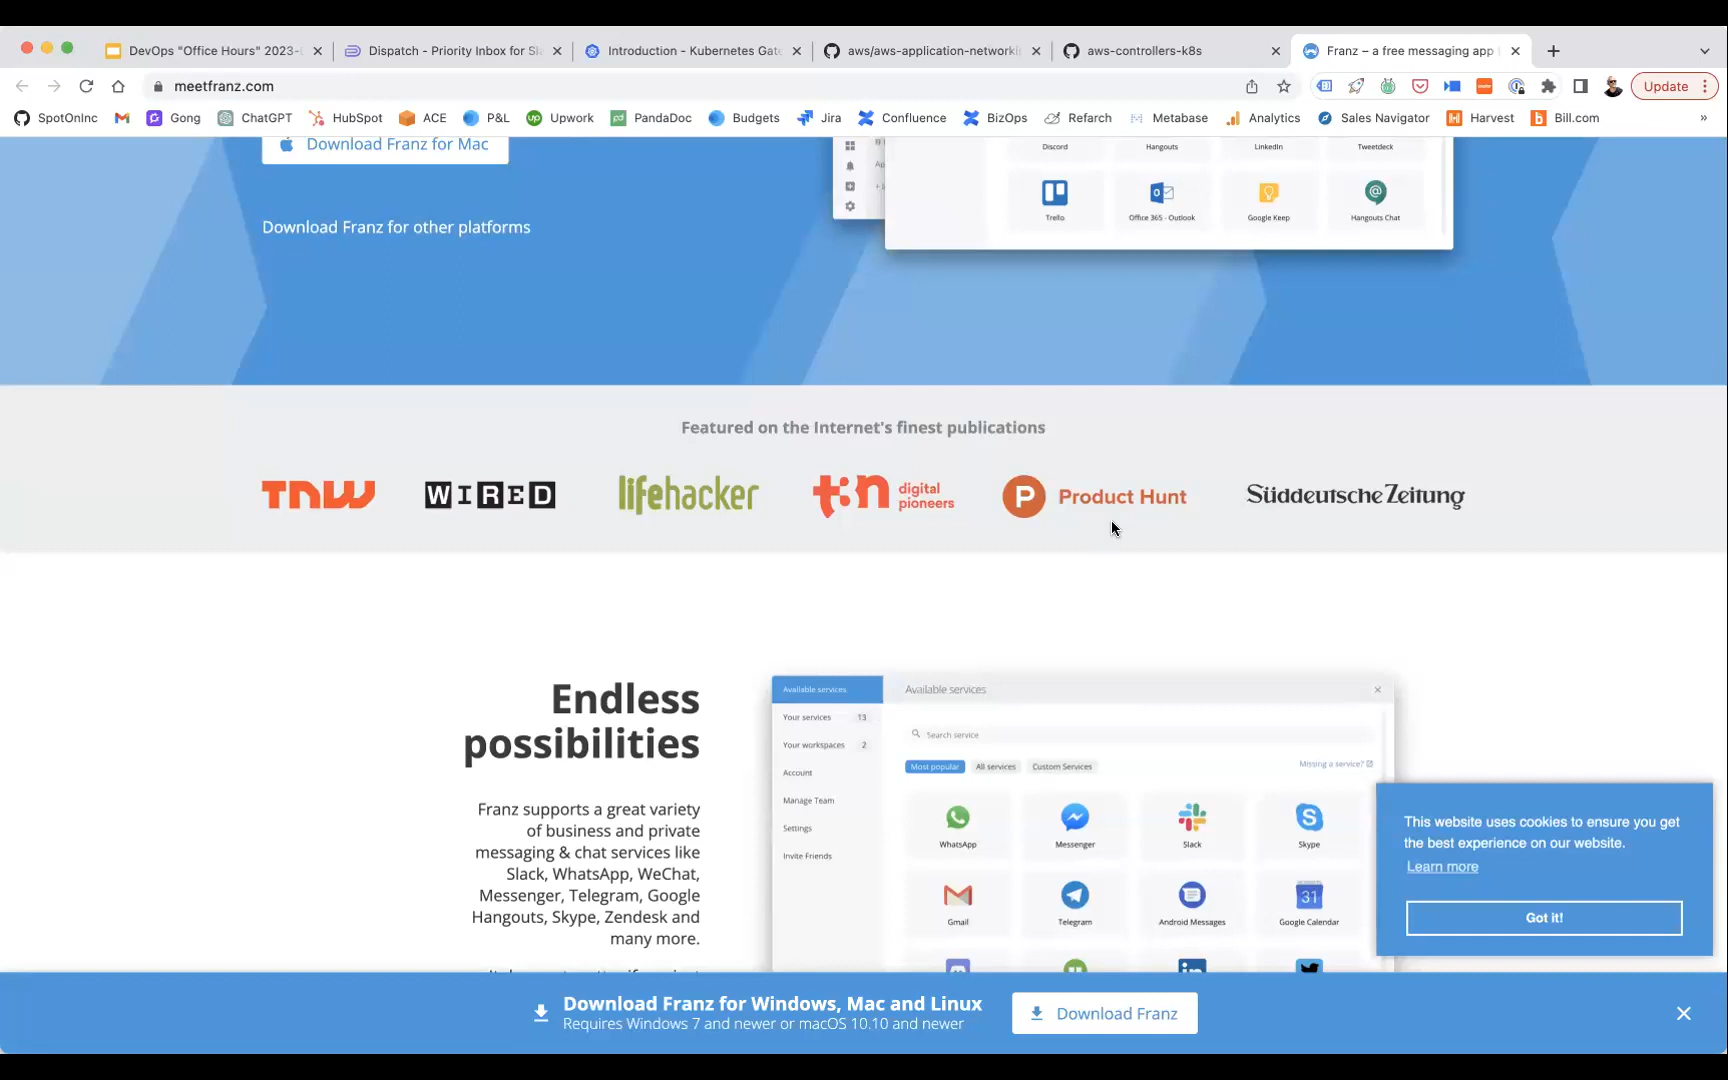 DevOps "Office Hours" 2023-
Dispatch - Priority Inbox for Sl
Introduction - Kubernetes Gate
aws/aws-application-networki
aws-controllers-k8s
Franz – a free messaging app
meetfranz.com
Update
SpotOnInc
Gong
ChatGPT
HubSpot
ACE
P&L
Upwork
PandaDoc
Budgets
Jira
Confluence
BizOps
Refarch
Metabase
Analytics
Sales Navigator
Harvest
Bill.com
»
Download Franz for Mac
Download Franz for other platforms
Discord
Hangouts
LinkedIn
Tweetdeck
Trello
Office 365 - Outlook
Google Keep
Hangouts Chat
Featured on the Internet's finest publications
TNW
WIRED
lifehacker
t3n digital
pioneers
P Product Hunt
Süddeutsche Zeitung
Endless
possibilities
Franz supports a great variety
of business and private
messaging & chat services like
Slack, WhatsApp, WeChat,
Messenger, Telegram, Google
Hangouts, Skype, Zendesk and
many more.
Available services
Your services 13
Your workspaces 2
Account
Manage Team
Settings
Invite Friends
Available services
Search service
Most popular
All services
Custom Services
Missing a service?
WhatsApp
Messenger
Slack
Skype
Gmail
Telegram
Android Messages
31
Google Calendar
This website uses cookies to ensure you get
the best experience on our website.
Learn more
Got it!
Download Franz for Windows, Mac and Linux
Requires Windows 7 and newer or macOS 10.10 and newer
Download Franz